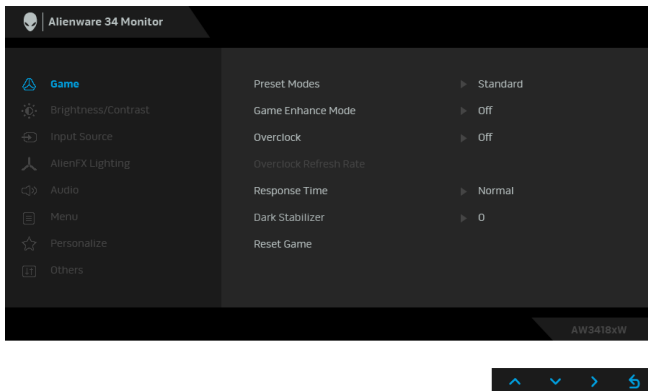 Alienware 34 Monitor
Game
Brightness/Contrast
Input Source
AlienFX Lighting
Audio
Menu
Personalize
Others
Preset Modes Standard
Game Enhance Mode Off
Overclock Off
Overclock Refresh Rate
Response Time Normal
Dark Stabilizer 0
Reset Game
AW3418xW